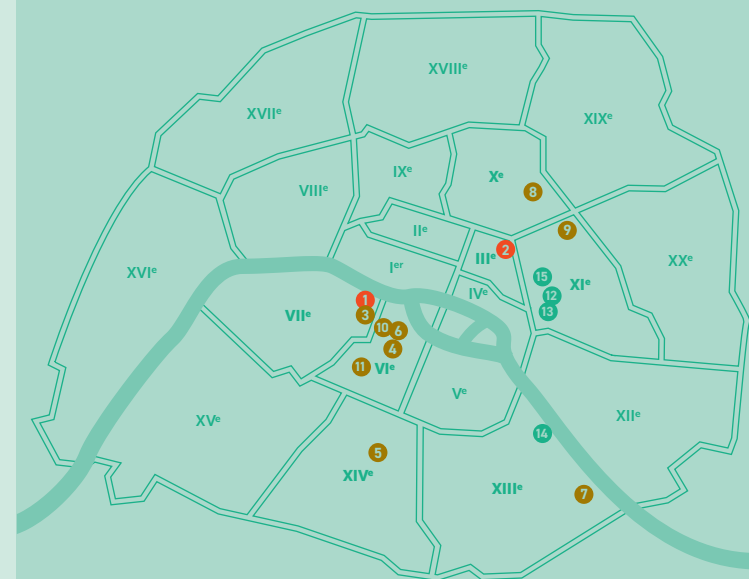 XVIIIᵉ
XVIIᵉ
XIXᵉ
IXᵉ
Xᵉ
8
VIIIᵉ
IIᵉ
9
IIIᵉ
2
XXᵉ
Iᵉʳ
XVIᵉ
15
XIᵉ
IVᵉ
12
1
13
VIIᵉ
3
10
6
4
11
VIᵉ
Vᵉ
XVᵉ
XIIᵉ
14
5
XIVᵉ
XIIIᵉ
7